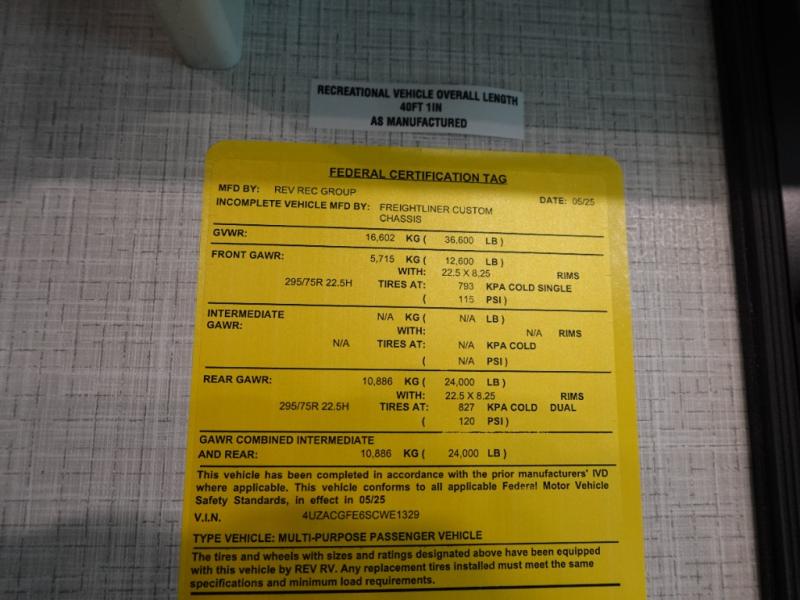 RECREATIONAL VEHICLE OVERALL LENGTH
40FT 1IN
AS MANUFACTURED
FEDERAL CERTIFICATION TAG
MFD BY: REV REC GROUP DATE: 05/25
INCOMPLETE VEHICLE MFD BY: FREIGHTLINER CUSTOM
CHASSIS
GVWR: 16,602 KG ( 36,600 LB )
FRONT GAWR: 5,715 KG ( 12,600 LB )
WITH: 22.5 X 8.25 RIMS
295/75R 22.5H TIRES AT: 793 KPA COLD SINGLE
( 115 PSI )
INTERMEDIATE N/A KG ( N/A LB )
GAWR: WITH: N/A RIMS
N/A TIRES AT: N/A KPA COLD
( N/A PSI )
REAR GAWR: 10,886 KG ( 24,000 LB )
WITH: 22.5 X 8.25 RIMS
295/75R 22.5H TIRES AT: 827 KPA COLD DUAL
( 120 PSI )
GAWR COMBINED INTERMEDIATE
AND REAR: 10,886 KG ( 24,000 LB )
This vehicle has been completed in accordance with the prior manufacturers' IVD
where applicable. This vehicle conforms to all applicable Federal Motor Vehicle
Safety Standards, in effect in 05/25
V.I.N. 4UZACGFE6SCWE1329
TYPE VEHICLE: MULTI-PURPOSE PASSENGER VEHICLE
The tires and wheels with sizes and ratings designated above have been equipped
with this vehicle by REV RV. Any replacement tires installed must meet the same
specifications and minimum load requirements.